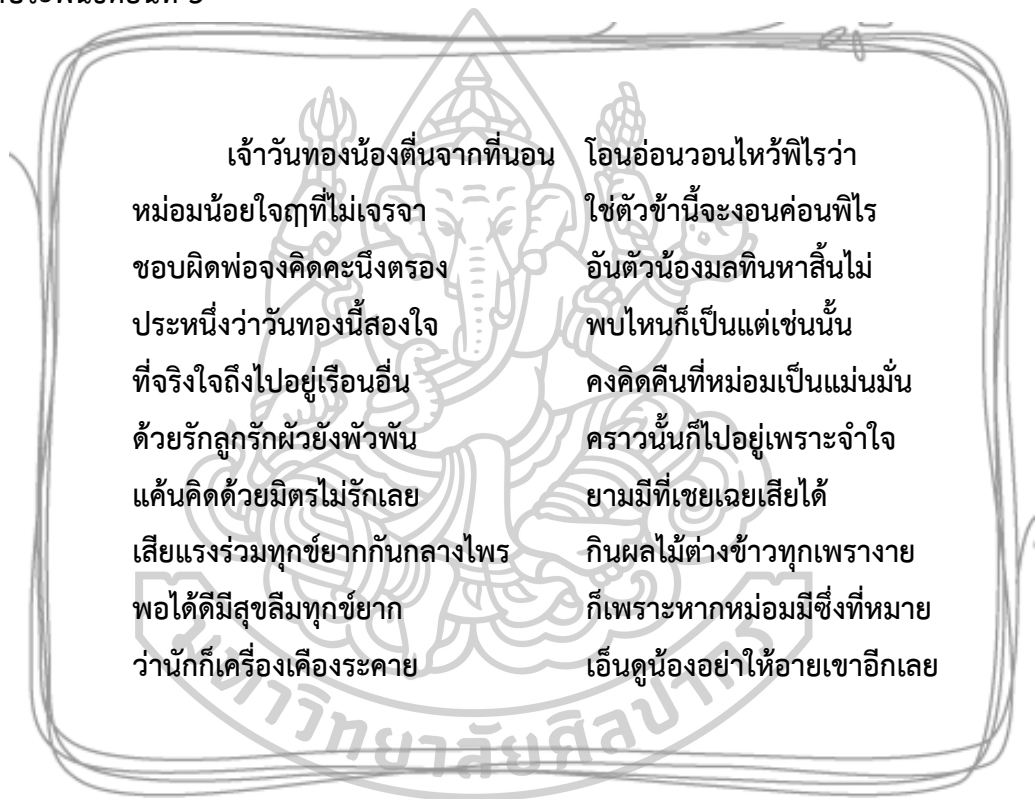 เจ้าวันทองน้องตื่นจากที่นอน โอนอ่อนวอนไหว้พิไรว่า
หม่อมน้อยใจฤๅที่ไม่เจรจา ใช่ตัวข้านี้จะงอนค่อนพิไร
ชอบผิดพ่อจงคิดคะนึงตรอง อันตัวน้องมลทินหาสิ้นไม่
ประหนึ่งว่าวันทองนี้สองใจ พบไหนก็เป็นแต่เช่นนั้น
ที่จริงใจถึงไปอยู่เรือนอื่น คงคิดคืนที่หม่อมเป็นแม่นมั่น
ด้วยรักลูกรักผัวยังพัวพัน คราวนั้นก็ไปอยู่เพราะจำใจ
แค้นคิดด้วยมิตรไม่รักเลย ยามมีที่เชยเฉยเสียได้
เสียแรงร่วมทุกข์ยากกันกลางไพร กินผลไม้ต่างข้าวทุกเพรางาย
พอได้ดีมีสุขลืมทุกข์ยาก ก็เพราะหากหม่อมมีซึ่งที่หมาย
ว่านักก็เครื่องเคืองระคาย เอ็นดูน้องอย่าให้อายเขาอีกเลย
มหาวิทยาลัยศิลปากร